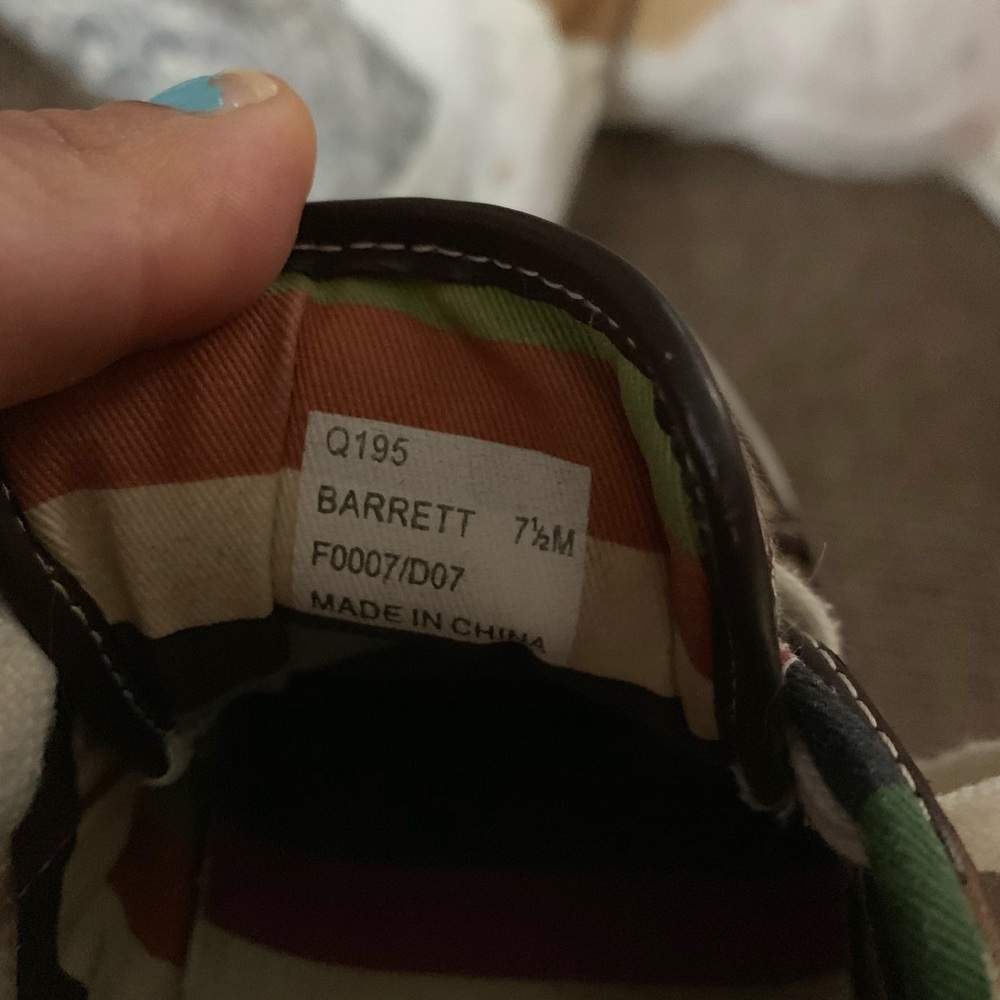 Q195
BARRETT 7½M
F0007/D07
MADE IN CHINA